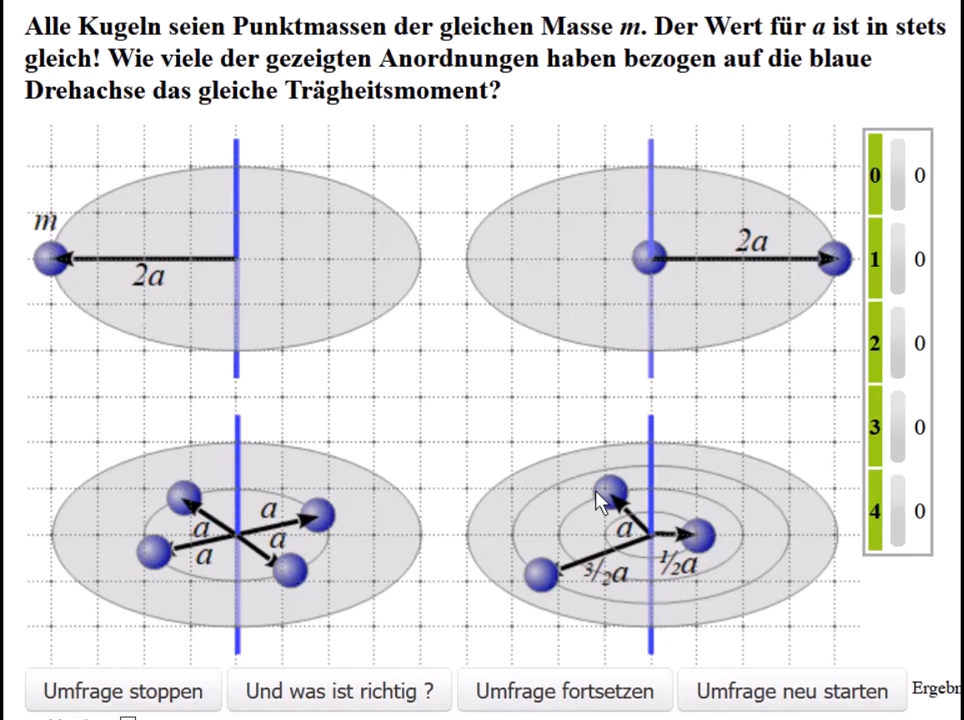 Alle Kugeln seien Punktmassen der gleichen Masse m. Der Wert für a ist in stets
gleich! Wie viele der gezeigten Anordnungen haben bezogen auf die blaue
Drehachse das gleiche Trägheitsmoment?
m
2a
2a
0 0
1 0
2 0
3 0
4 0
a
a
a
a
a
3/2a
1/2a
Umfrage stoppen
Und was ist richtig ?
Umfrage fortsetzen
Umfrage neu starten